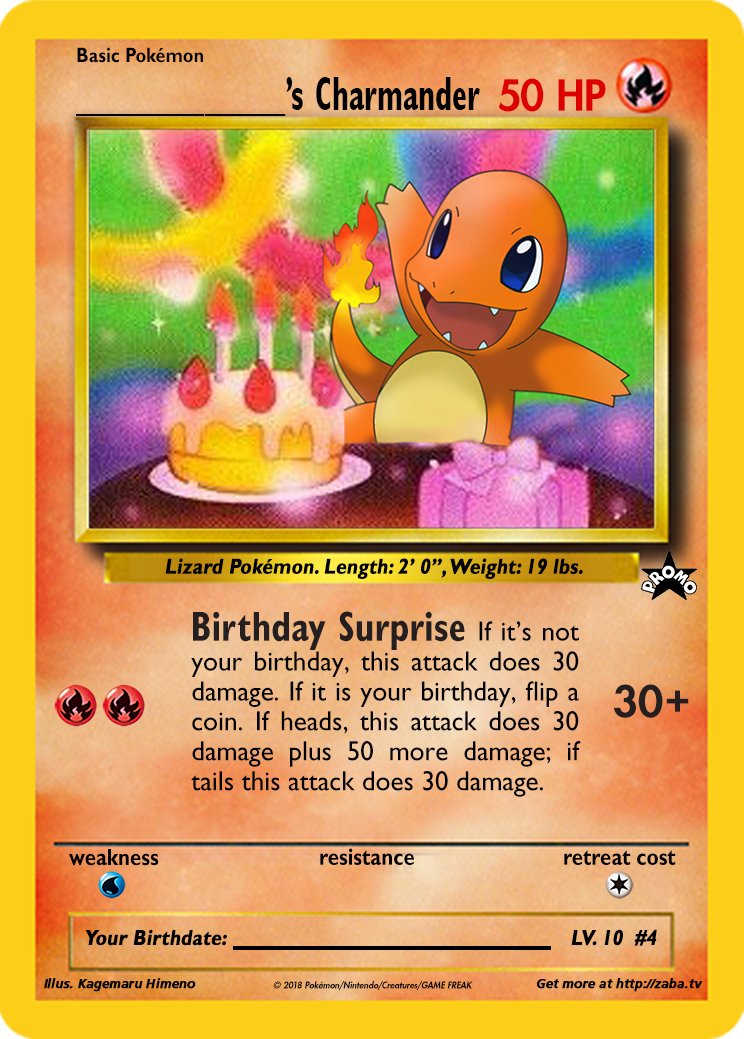 Basic Pokémon
___________'s Charmander 50 HP
Lizard Pokémon. Length: 2' 0", Weight: 19 lbs.
PROMO
Birthday Surprise If it's not
your birthday, this attack does 30
damage. If it is your birthday, flip a
coin. If heads, this attack does 30
damage plus 50 more damage; if
tails this attack does 30 damage.
30+
weakness resistance retreat cost
Your Birthdate: ___________________ LV. 10 #4
Illus. Kagemaru Himeno © 2018 Pokémon/Nintendo/Creatures/GAME FREAK Get more at http://zaba.tv